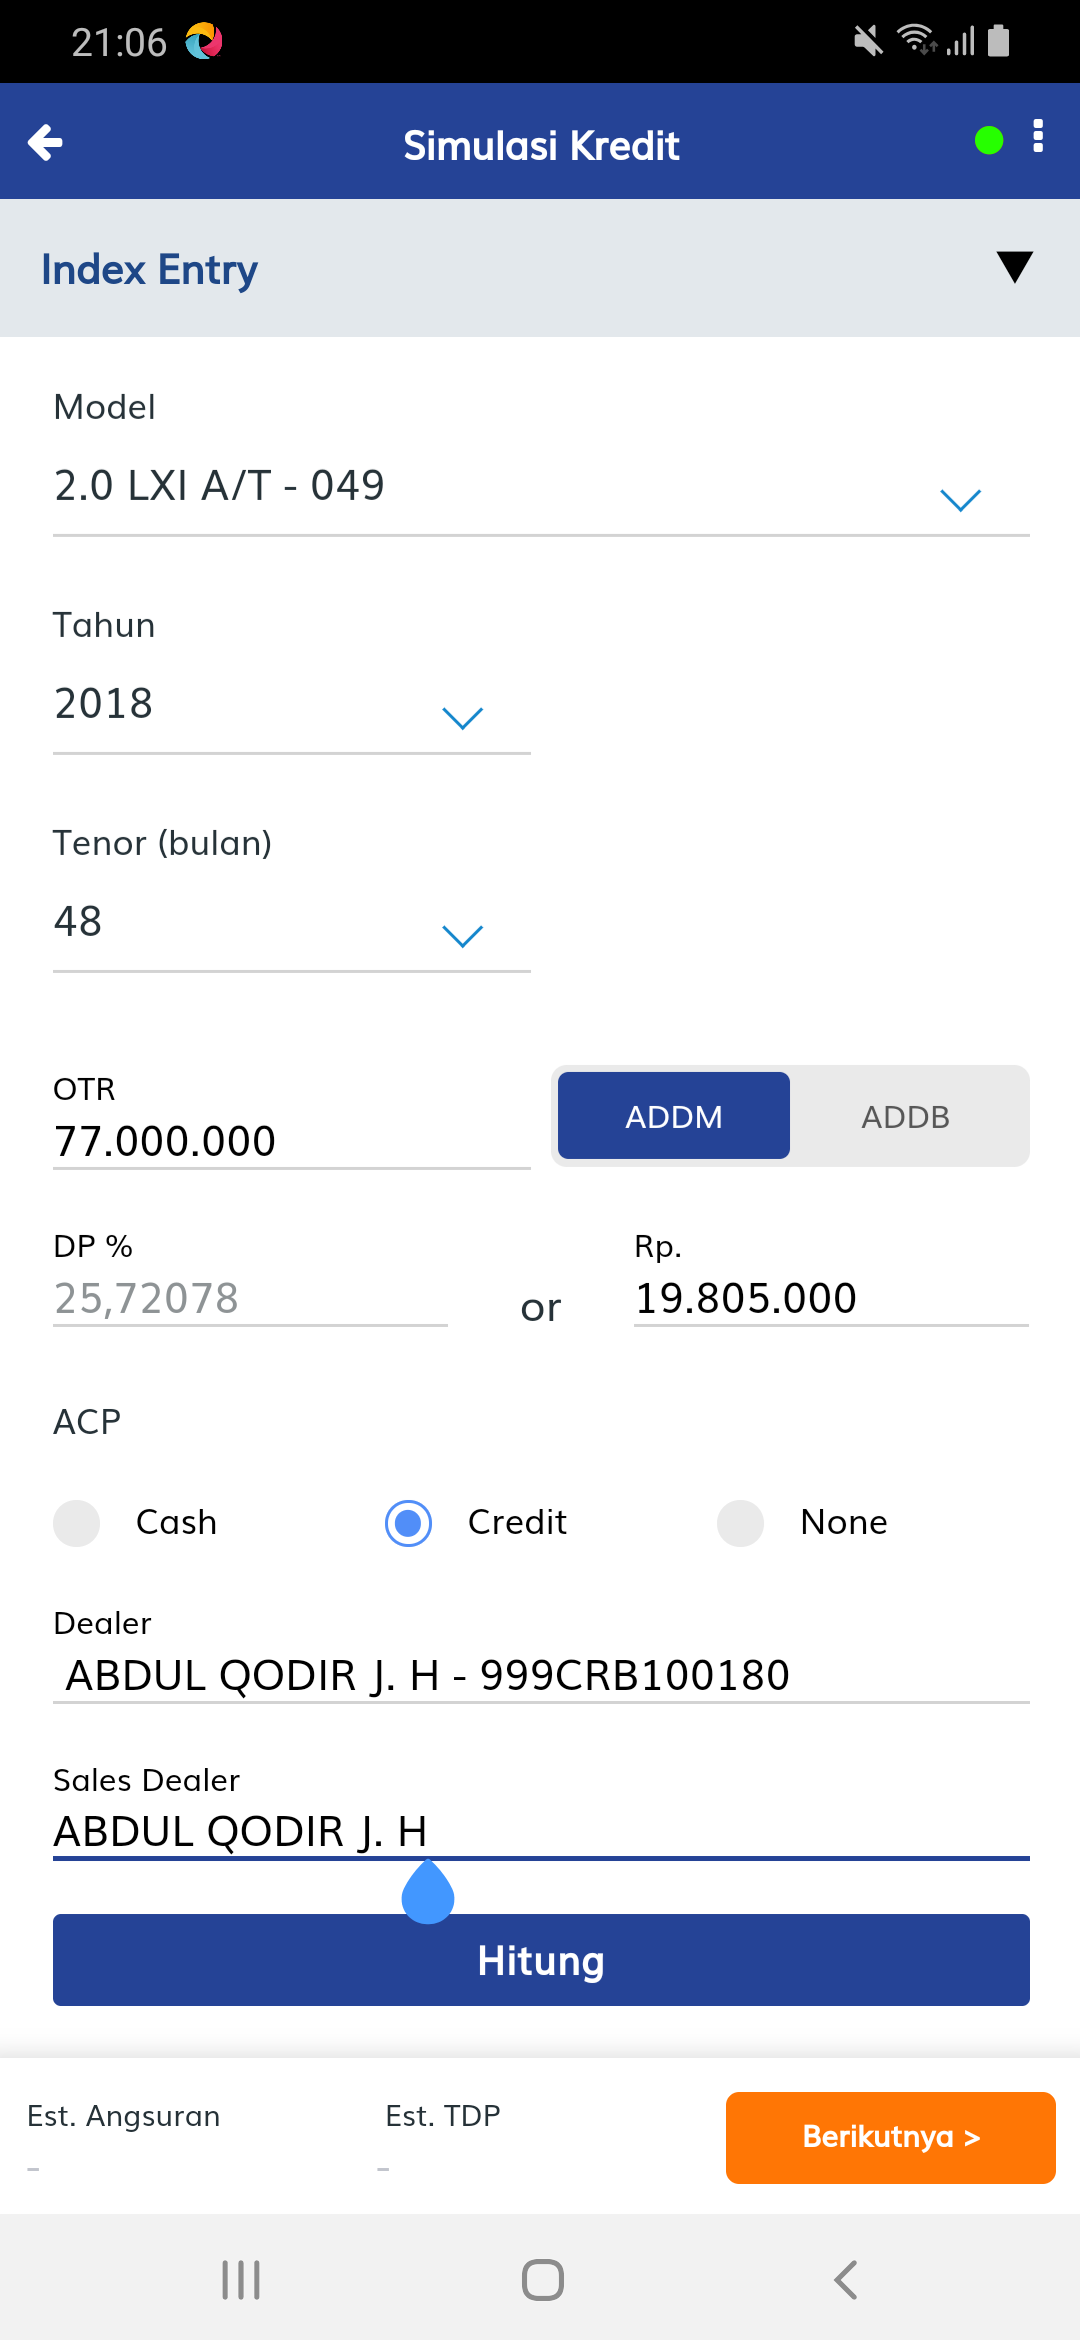 21:06
Simulasi Kredit
Index Entry
Model
2.0 LXI A/T - 049
Tahun
2018
Tenor (bulan)
48
OTR
77.000.000
ADDM
ADDB
DP %
25,72078
or
Rp.
19.805.000
ACP
Cash
Credit
None
Dealer
ABDUL QODIR J. H - 999CRB100180
Sales Dealer
ABDUL QODIR J. H
Hitung
Est. Angsuran
-
Est. TDP
-
Berikutnya >